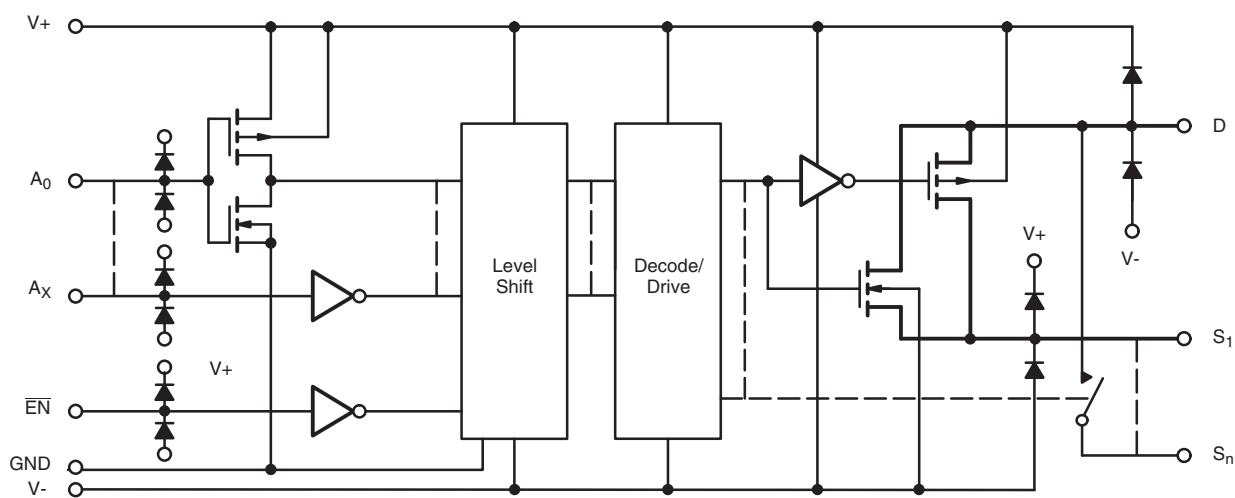 V+
A0
AX
V+
EN
GND
V-
Level
Shift
Decode/
Drive
D
V+
V-
S1
Sn